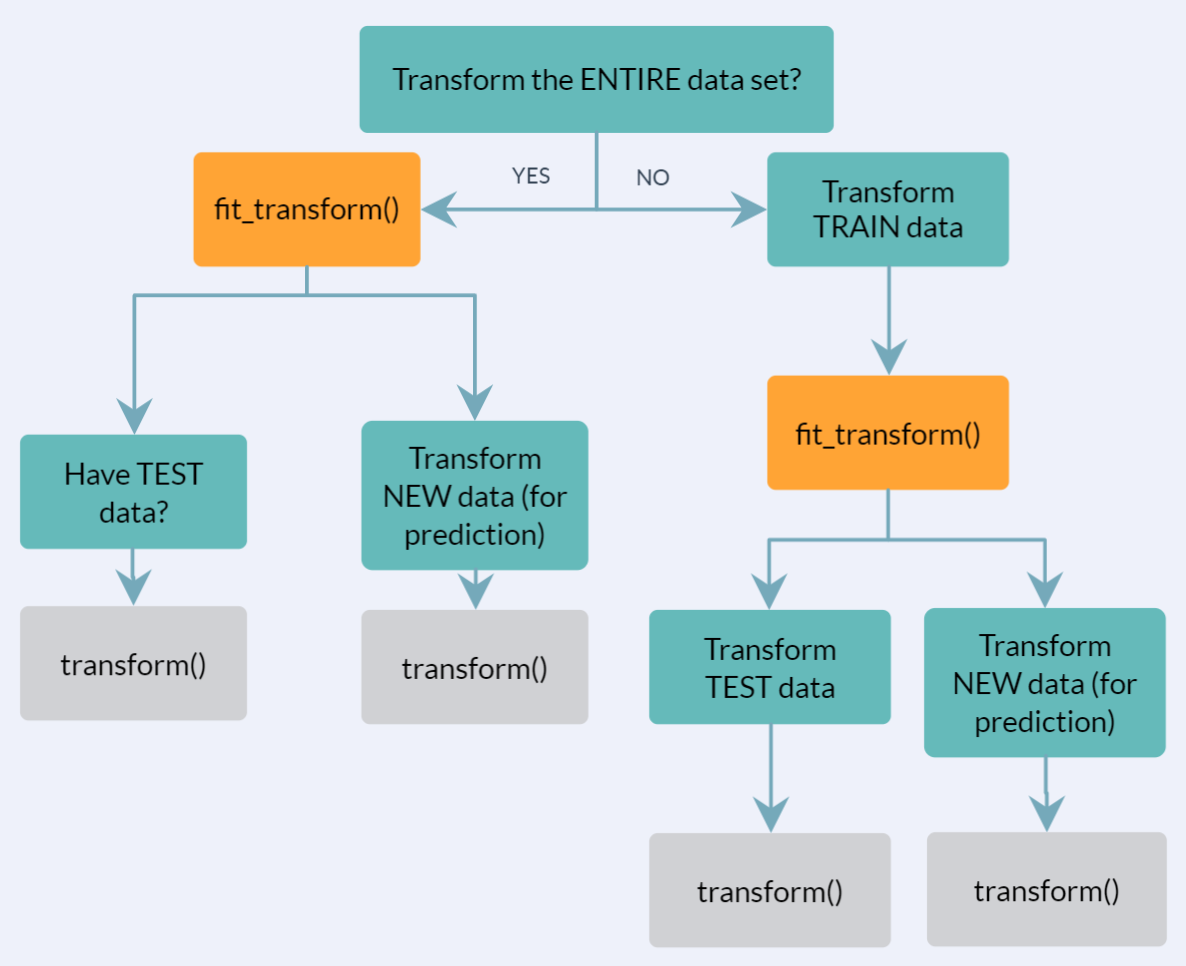 Transform the ENTIRE data set?
YES
NO
fit_transform()
Transform
TRAIN data
fit_transform()
Have TEST
data?
Transform
NEW data (for
prediction)
transform()
transform()
Transform
TEST data
Transform
NEW data (for
prediction)
transform()
transform()